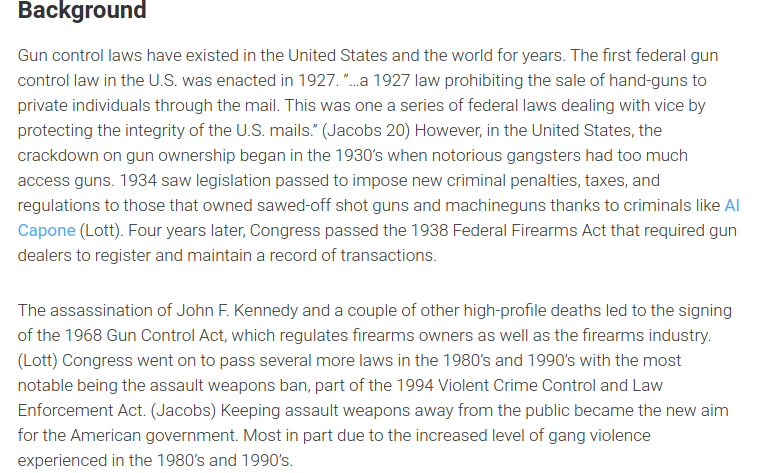 Background
Gun control laws have existed in the United States and the world for years. The first federal gun
control law in the U.S. was enacted in 1927. “…a 1927 law prohibiting the sale of hand-guns to
private individuals through the mail. This was one a series of federal laws dealing with vice by
protecting the integrity of the U.S. mails.” (Jacobs 20) However, in the United States, the
crackdown on gun ownership began in the 1930’s when notorious gangsters had too much
access guns. 1934 saw legislation passed to impose new criminal penalties, taxes, and
regulations to those that owned sawed-off shot guns and machineguns thanks to criminals like Al
Capone (Lott). Four years later, Congress passed the 1938 Federal Firearms Act that required gun
dealers to register and maintain a record of transactions.
The assassination of John F. Kennedy and a couple of other high-profile deaths led to the signing
of the 1968 Gun Control Act, which regulates firearms owners as well as the firearms industry.
(Lott) Congress went on to pass several more laws in the 1980’s and 1990’s with the most
notable being the assault weapons ban, part of the 1994 Violent Crime Control and Law
Enforcement Act. (Jacobs) Keeping assault weapons away from the public became the new aim
for the American government. Most in part due to the increased level of gang violence
experienced in the 1980’s and 1990’s.